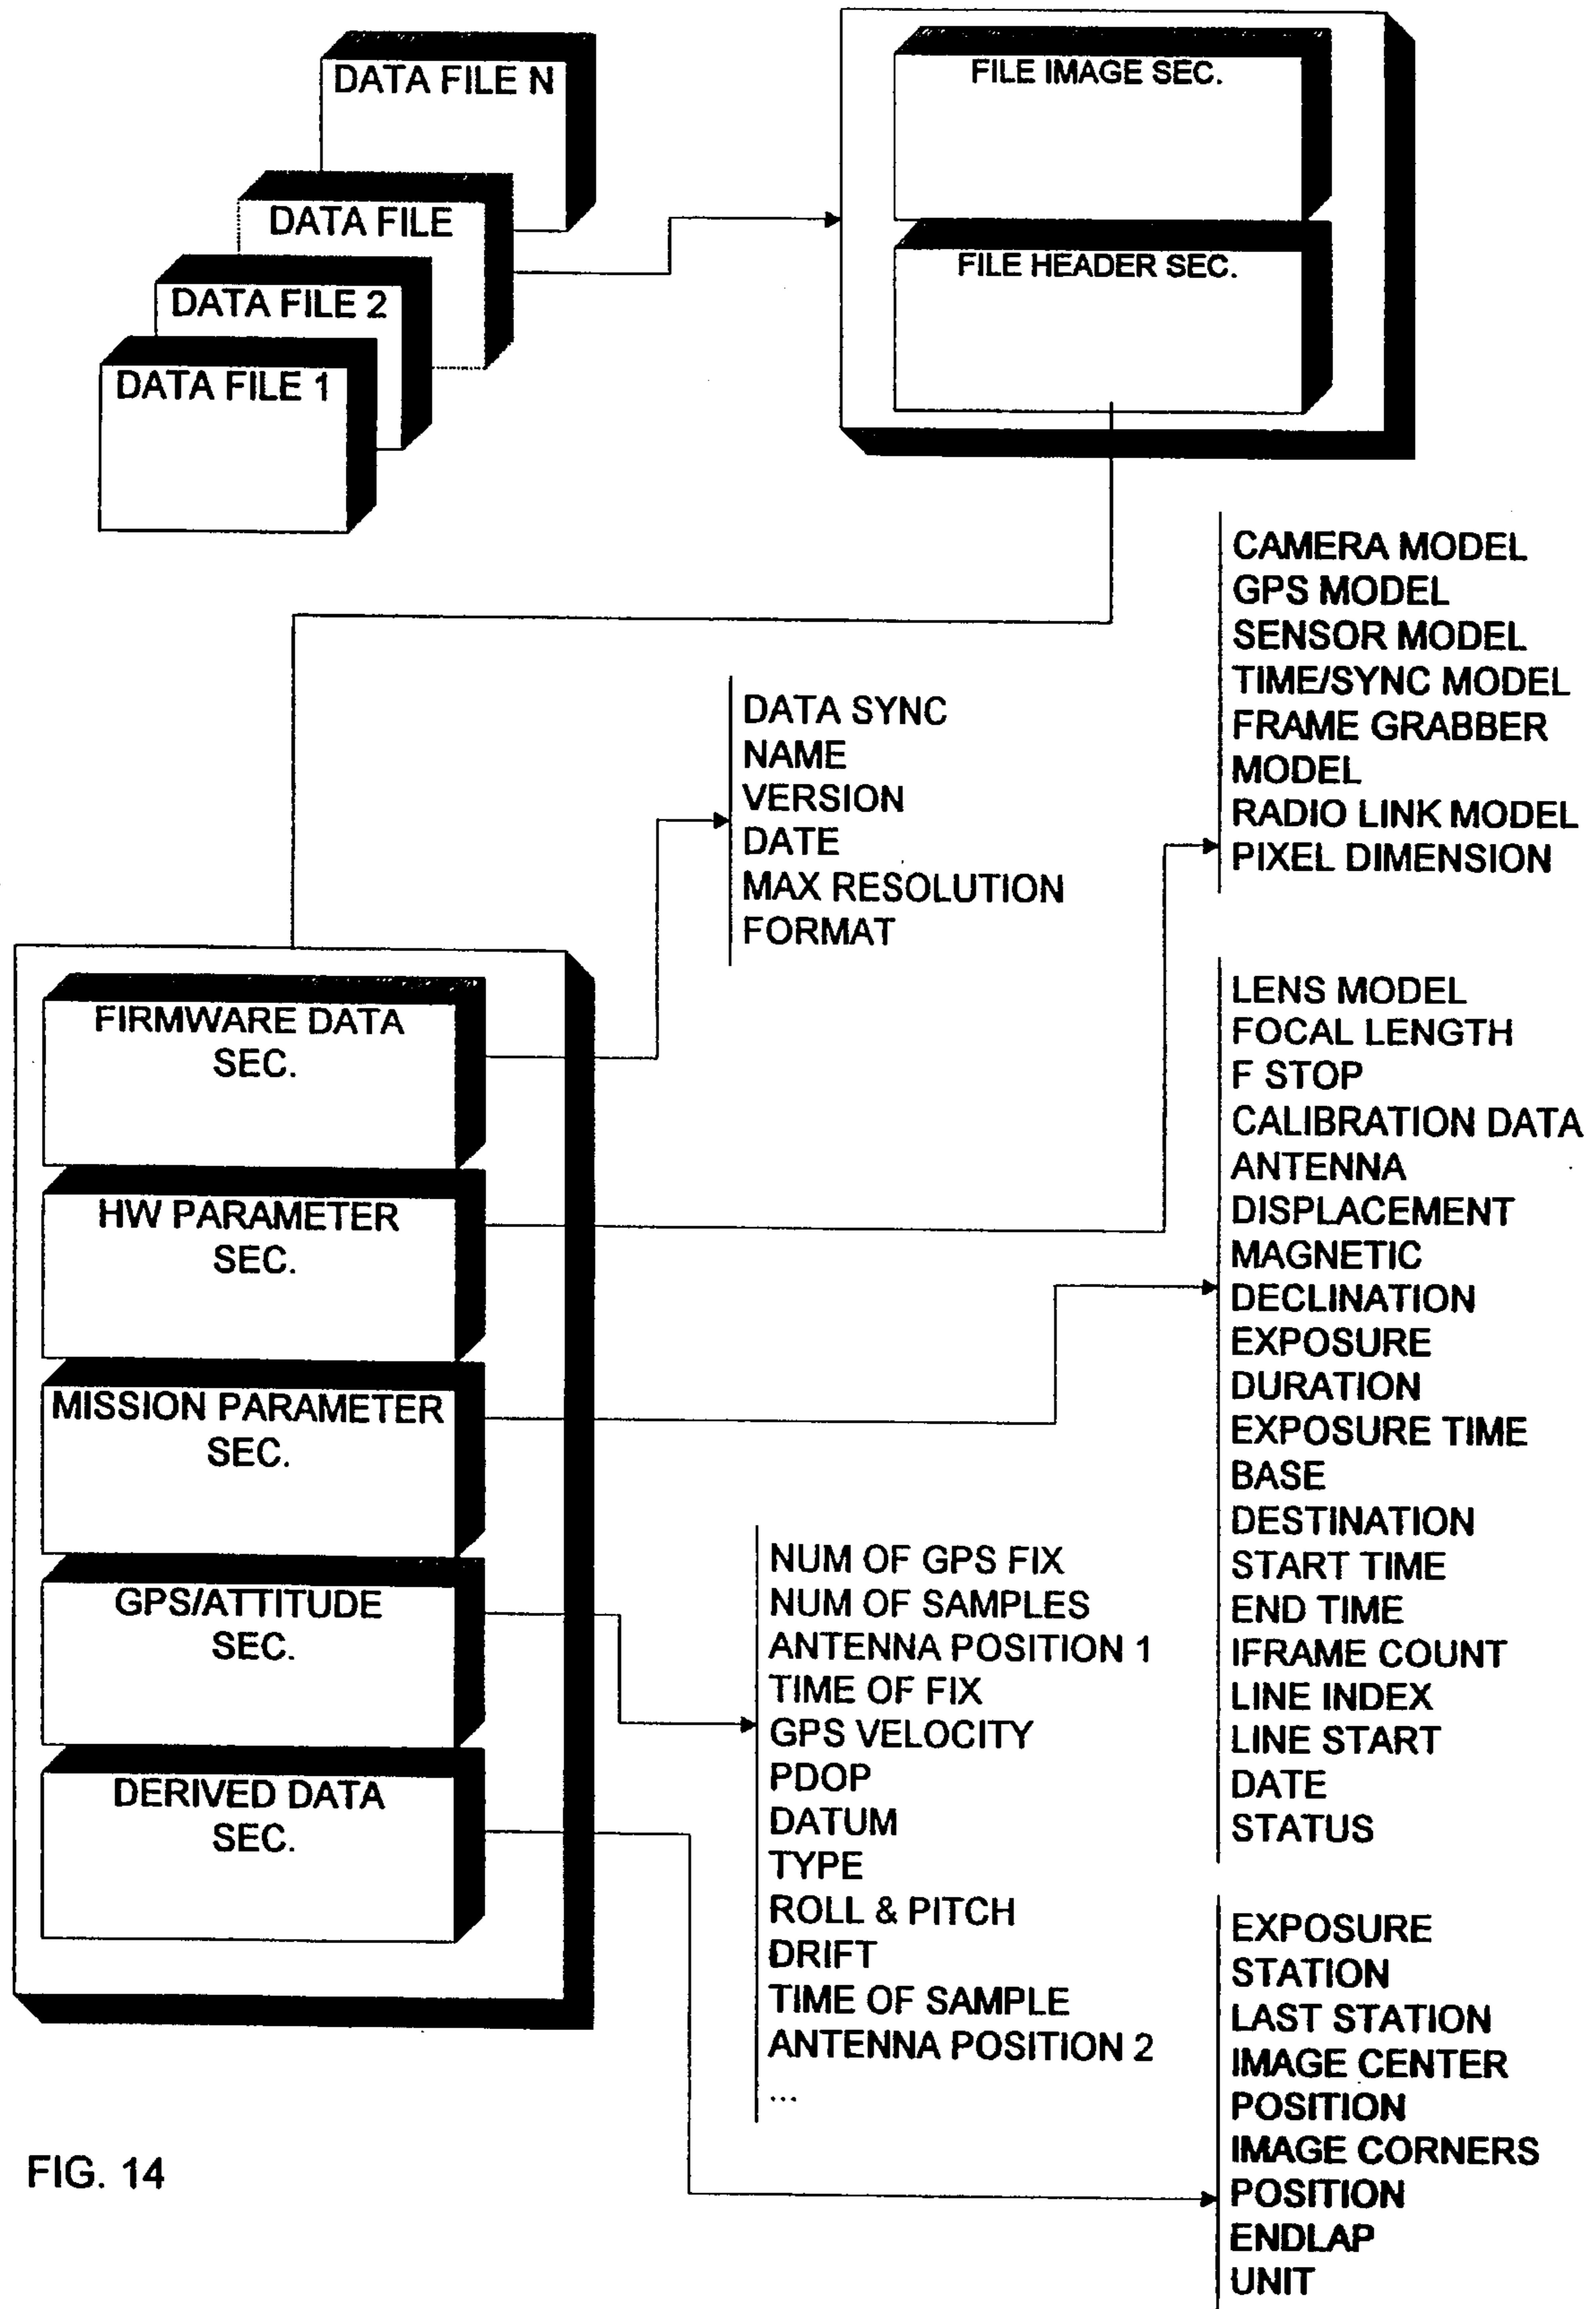 DATA FILE N
DATA FILE
DATA FILE 2
DATA FILE 1
FILE IMAGE SEC.
FILE HEADER SEC.
CAMERA MODEL
GPS MODEL
SENSOR MODEL
TIME/SYNC MODEL
FRAME GRABBER
MODEL
RADIO LINK MODEL
PIXEL DIMENSION
DATA SYNC
NAME
VERSION
DATE
MAX RESOLUTION
FORMAT
FIRMWARE DATA
SEC.
HW PARAMETER
SEC.
MISSION PARAMETER
SEC.
GPS/ATTITUDE
SEC.
DERIVED DATA
SEC.
LENS MODEL
FOCAL LENGTH
F STOP
CALIBRATION DATA
ANTENNA
DISPLACEMENT
MAGNETIC
DECLINATION
EXPOSURE
DURATION
EXPOSURE TIME
BASE
DESTINATION
START TIME
END TIME
IFRAME COUNT
LINE INDEX
LINE START
DATE
STATUS
NUM OF GPS FIX
NUM OF SAMPLES
ANTENNA POSITION 1
TIME OF FIX
GPS VELOCITY
PDOP
DATUM
TYPE
ROLL & PITCH
DRIFT
TIME OF SAMPLE
ANTENNA POSITION 2
...
EXPOSURE
STATION
LAST STATION
IMAGE CENTER
POSITION
IMAGE CORNERS
POSITION
ENDLAP
UNIT
FIG. 14